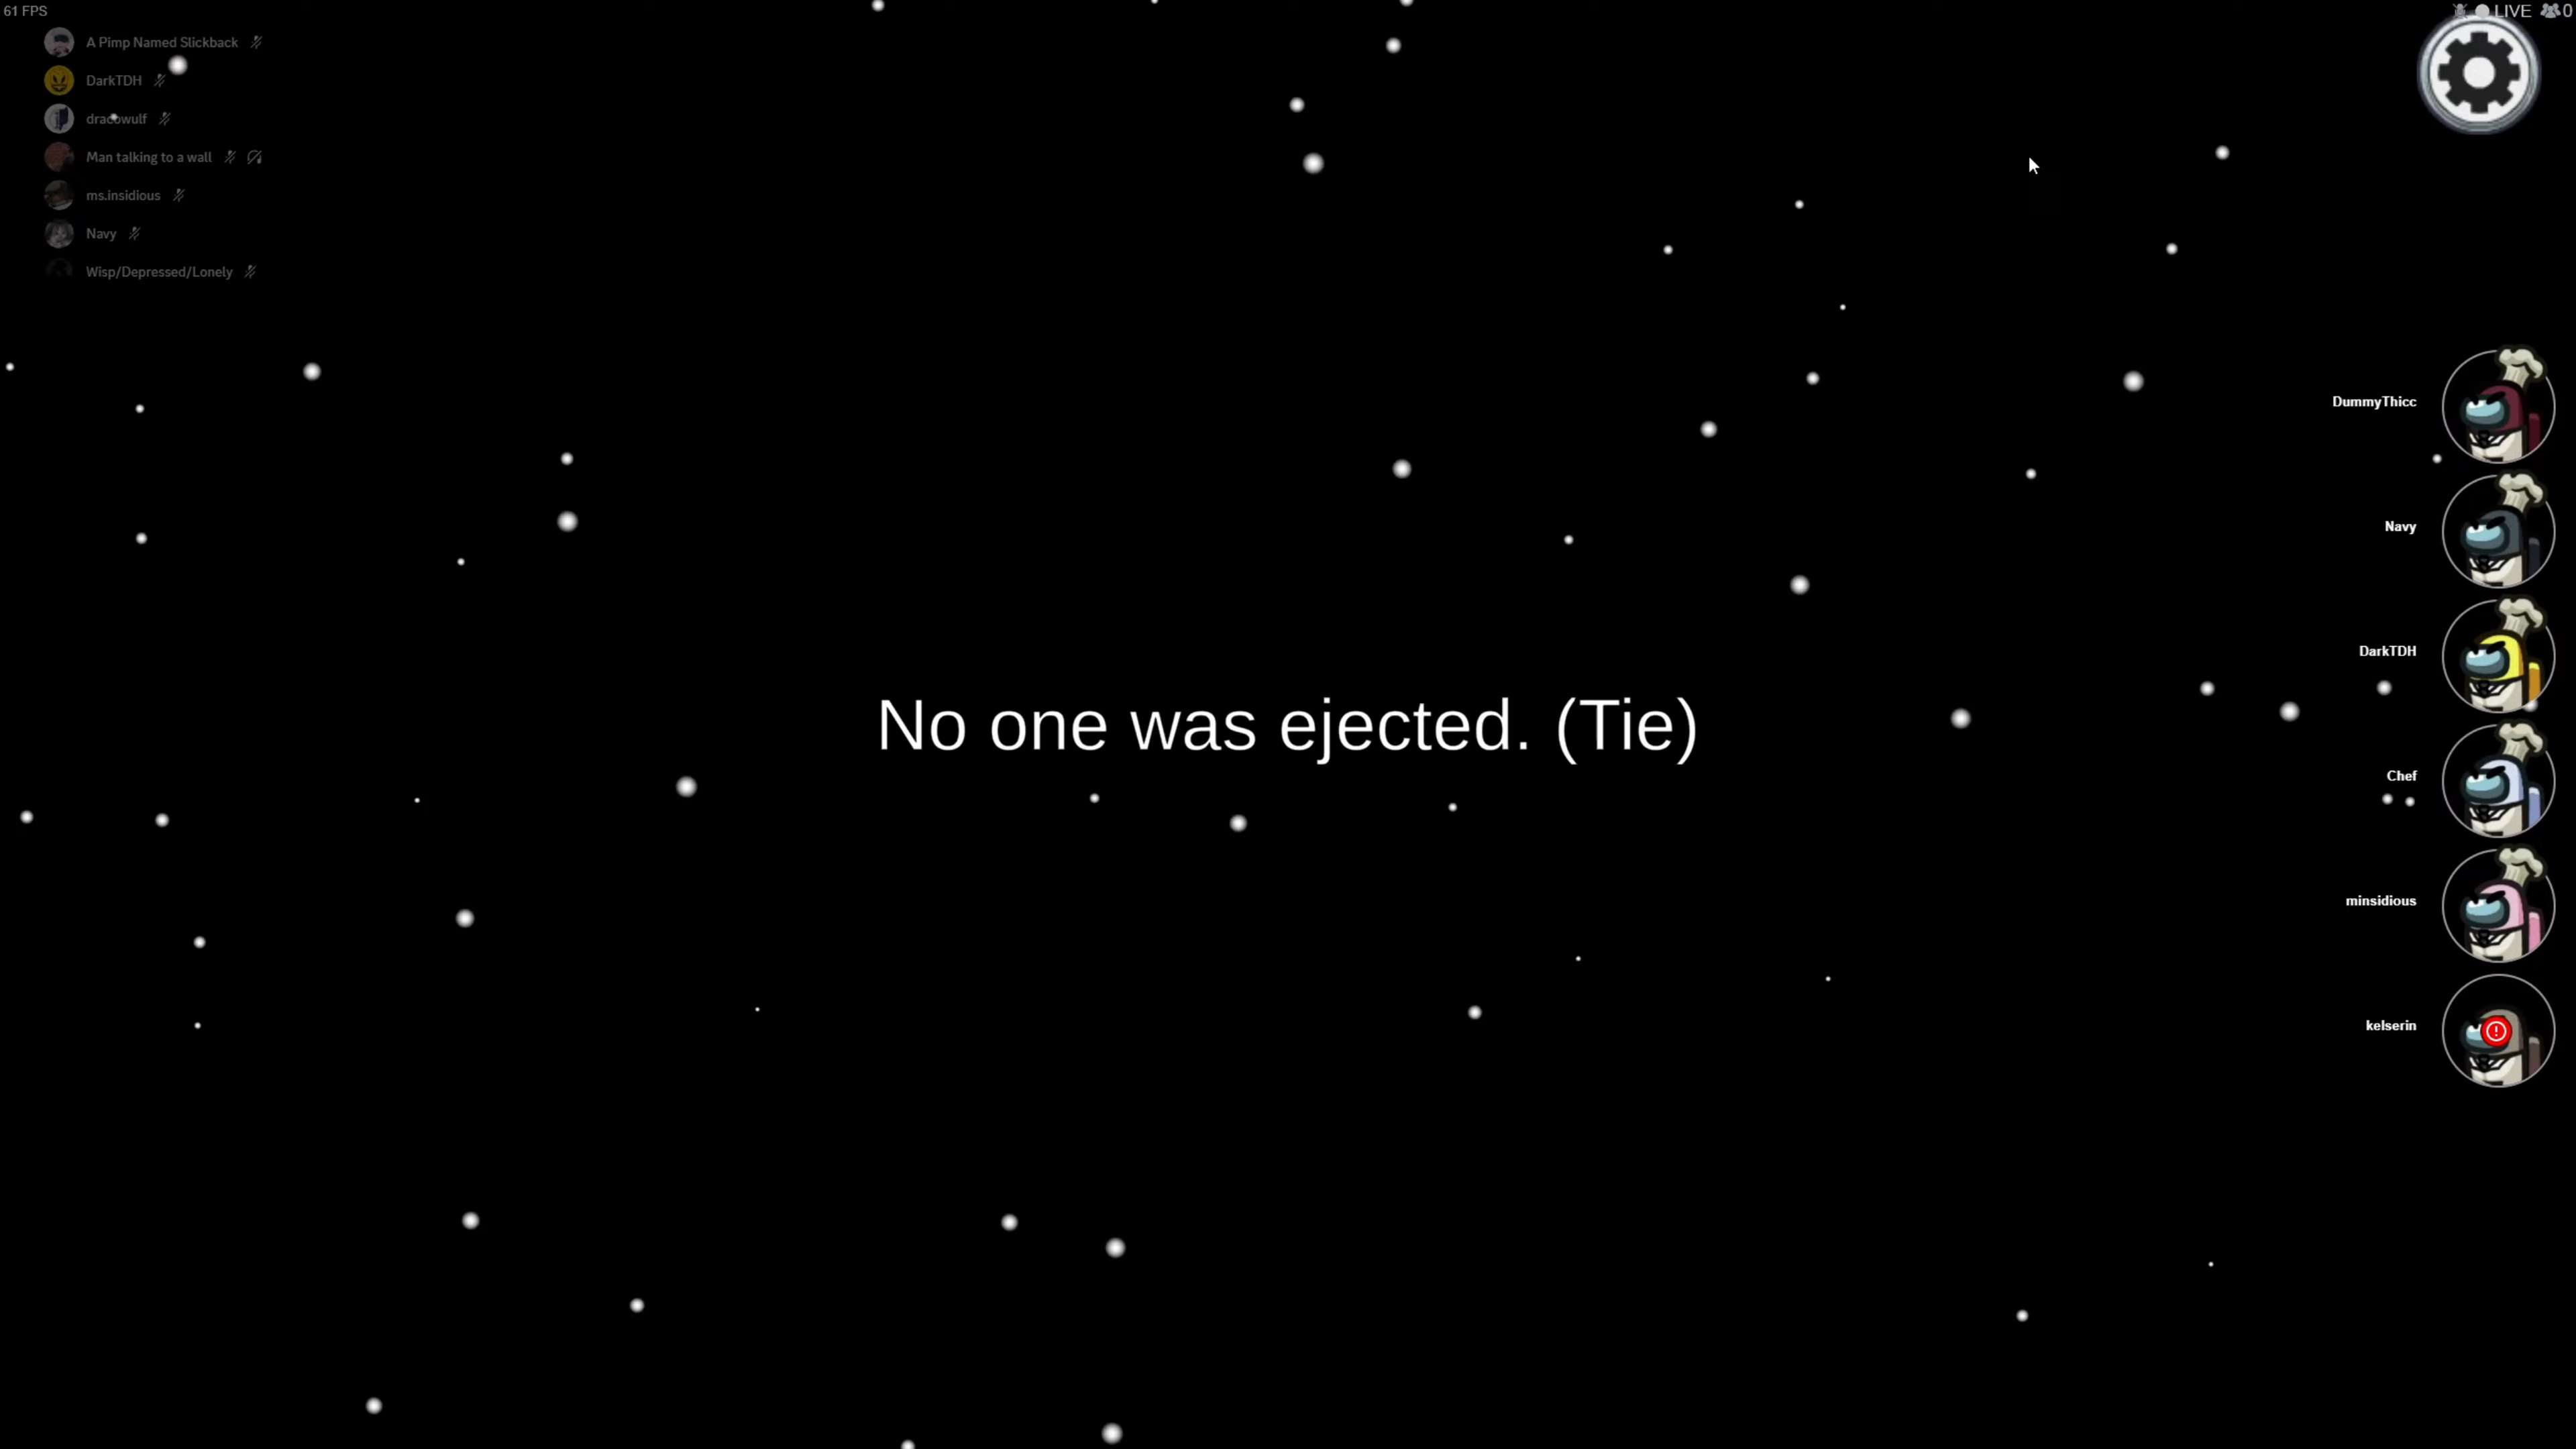 61 FPS
LIVE 0
A Pimp Named Slickback
DarkTDH
dracowulf
Man talking to a wall
ms.insidious
Navy
Wisp/Depressed/Lonely
DummyThicc
Navy
DarkTDH
No one was ejected. (Tie)
Chef
minsidious
kelserin